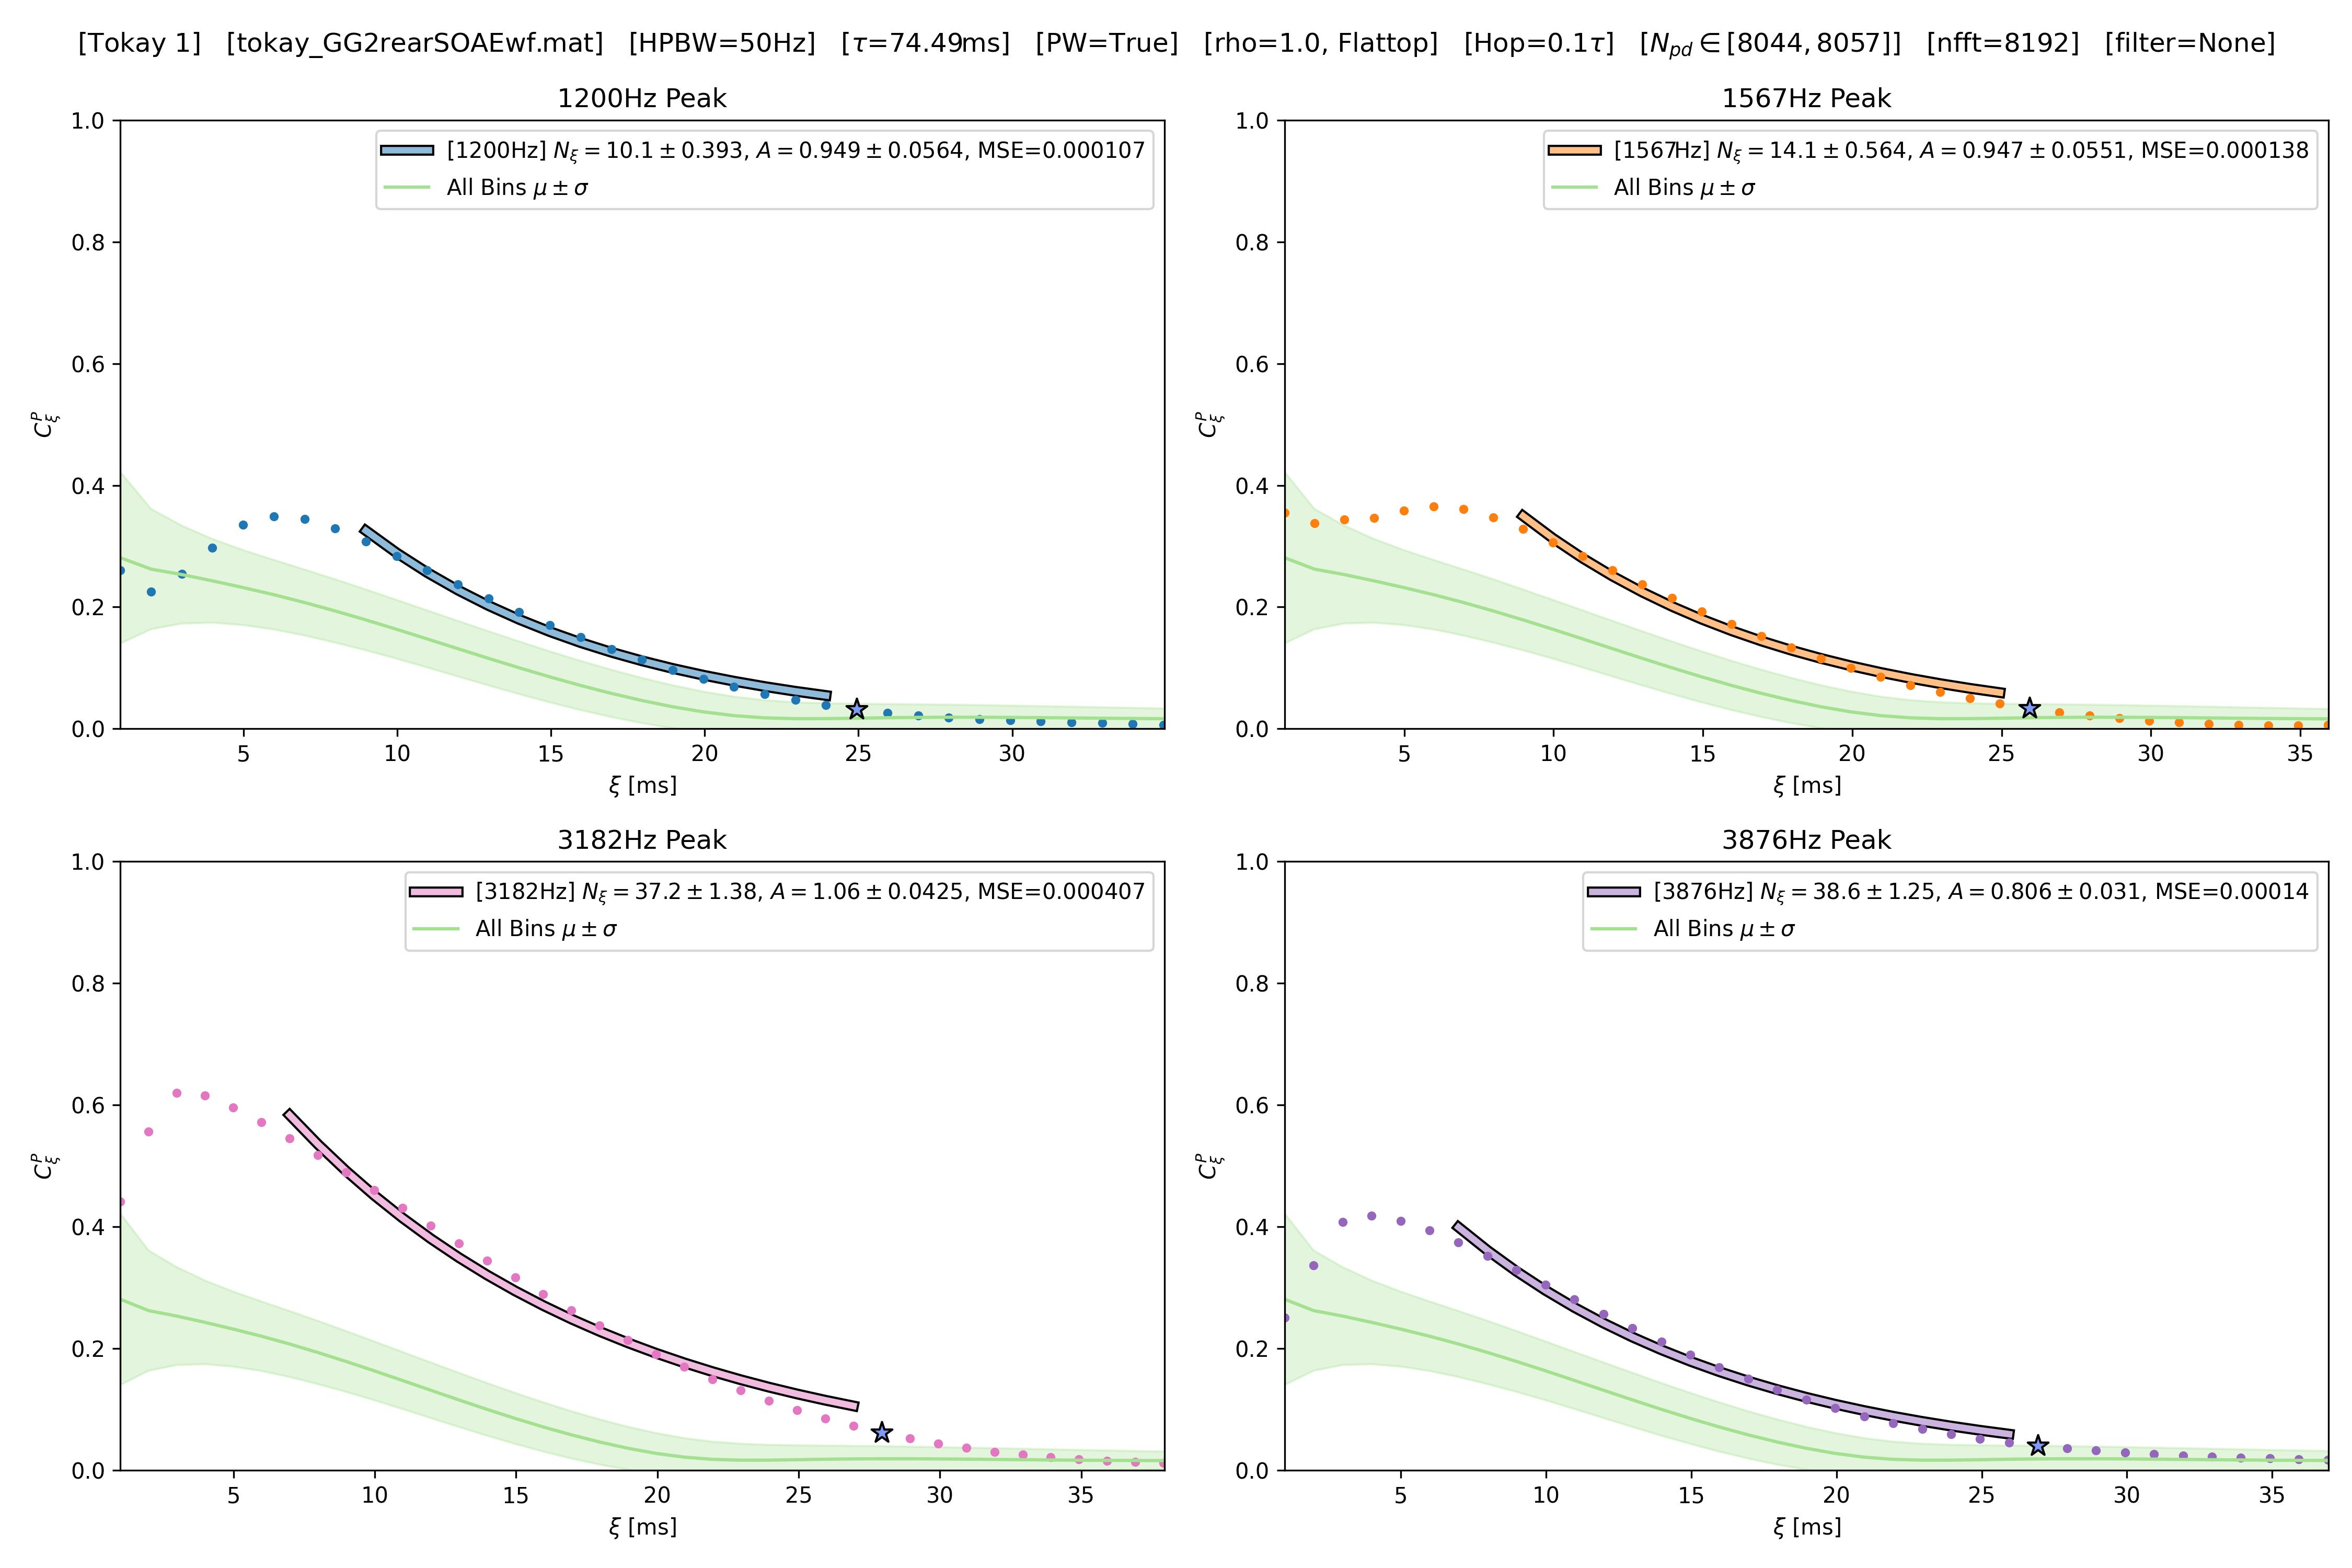 [Tokay 1] [tokay_GG2rearSOAEwf.mat] [HPBW=50Hz] [τ=74.49ms] [PW=True] [rho=1.0, Flattop] [Hop=0.1τ] [N_pd ∈ [8044, 8057]] [nfft=8192] [filter=None]
1200Hz Peak
[1200Hz] N_ξ = 10.1 ± 0.393, A = 0.949 ± 0.0564, MSE=0.000107
All Bins μ ± σ
1.0
0.8
0.6
0.4
0.2
0.0
C_ξ^P
5 10 15 20 25 30
ξ [ms]
1567Hz Peak
[1567Hz] N_ξ = 14.1 ± 0.564, A = 0.947 ± 0.0551, MSE=0.000138
All Bins μ ± σ
1.0
0.8
0.6
0.4
0.2
0.0
C_ξ^P
5 10 15 20 25 30 35
ξ [ms]
3182Hz Peak
[3182Hz] N_ξ = 37.2 ± 1.38, A = 1.06 ± 0.0425, MSE=0.000407
All Bins μ ± σ
1.0
0.8
0.6
0.4
0.2
0.0
C_ξ^P
5 10 15 20 25 30 35
ξ [ms]
3876Hz Peak
[3876Hz] N_ξ = 38.6 ± 1.25, A = 0.806 ± 0.031, MSE=0.00014
All Bins μ ± σ
1.0
0.8
0.6
0.4
0.2
0.0
C_ξ^P
5 10 15 20 25 30 35
ξ [ms]